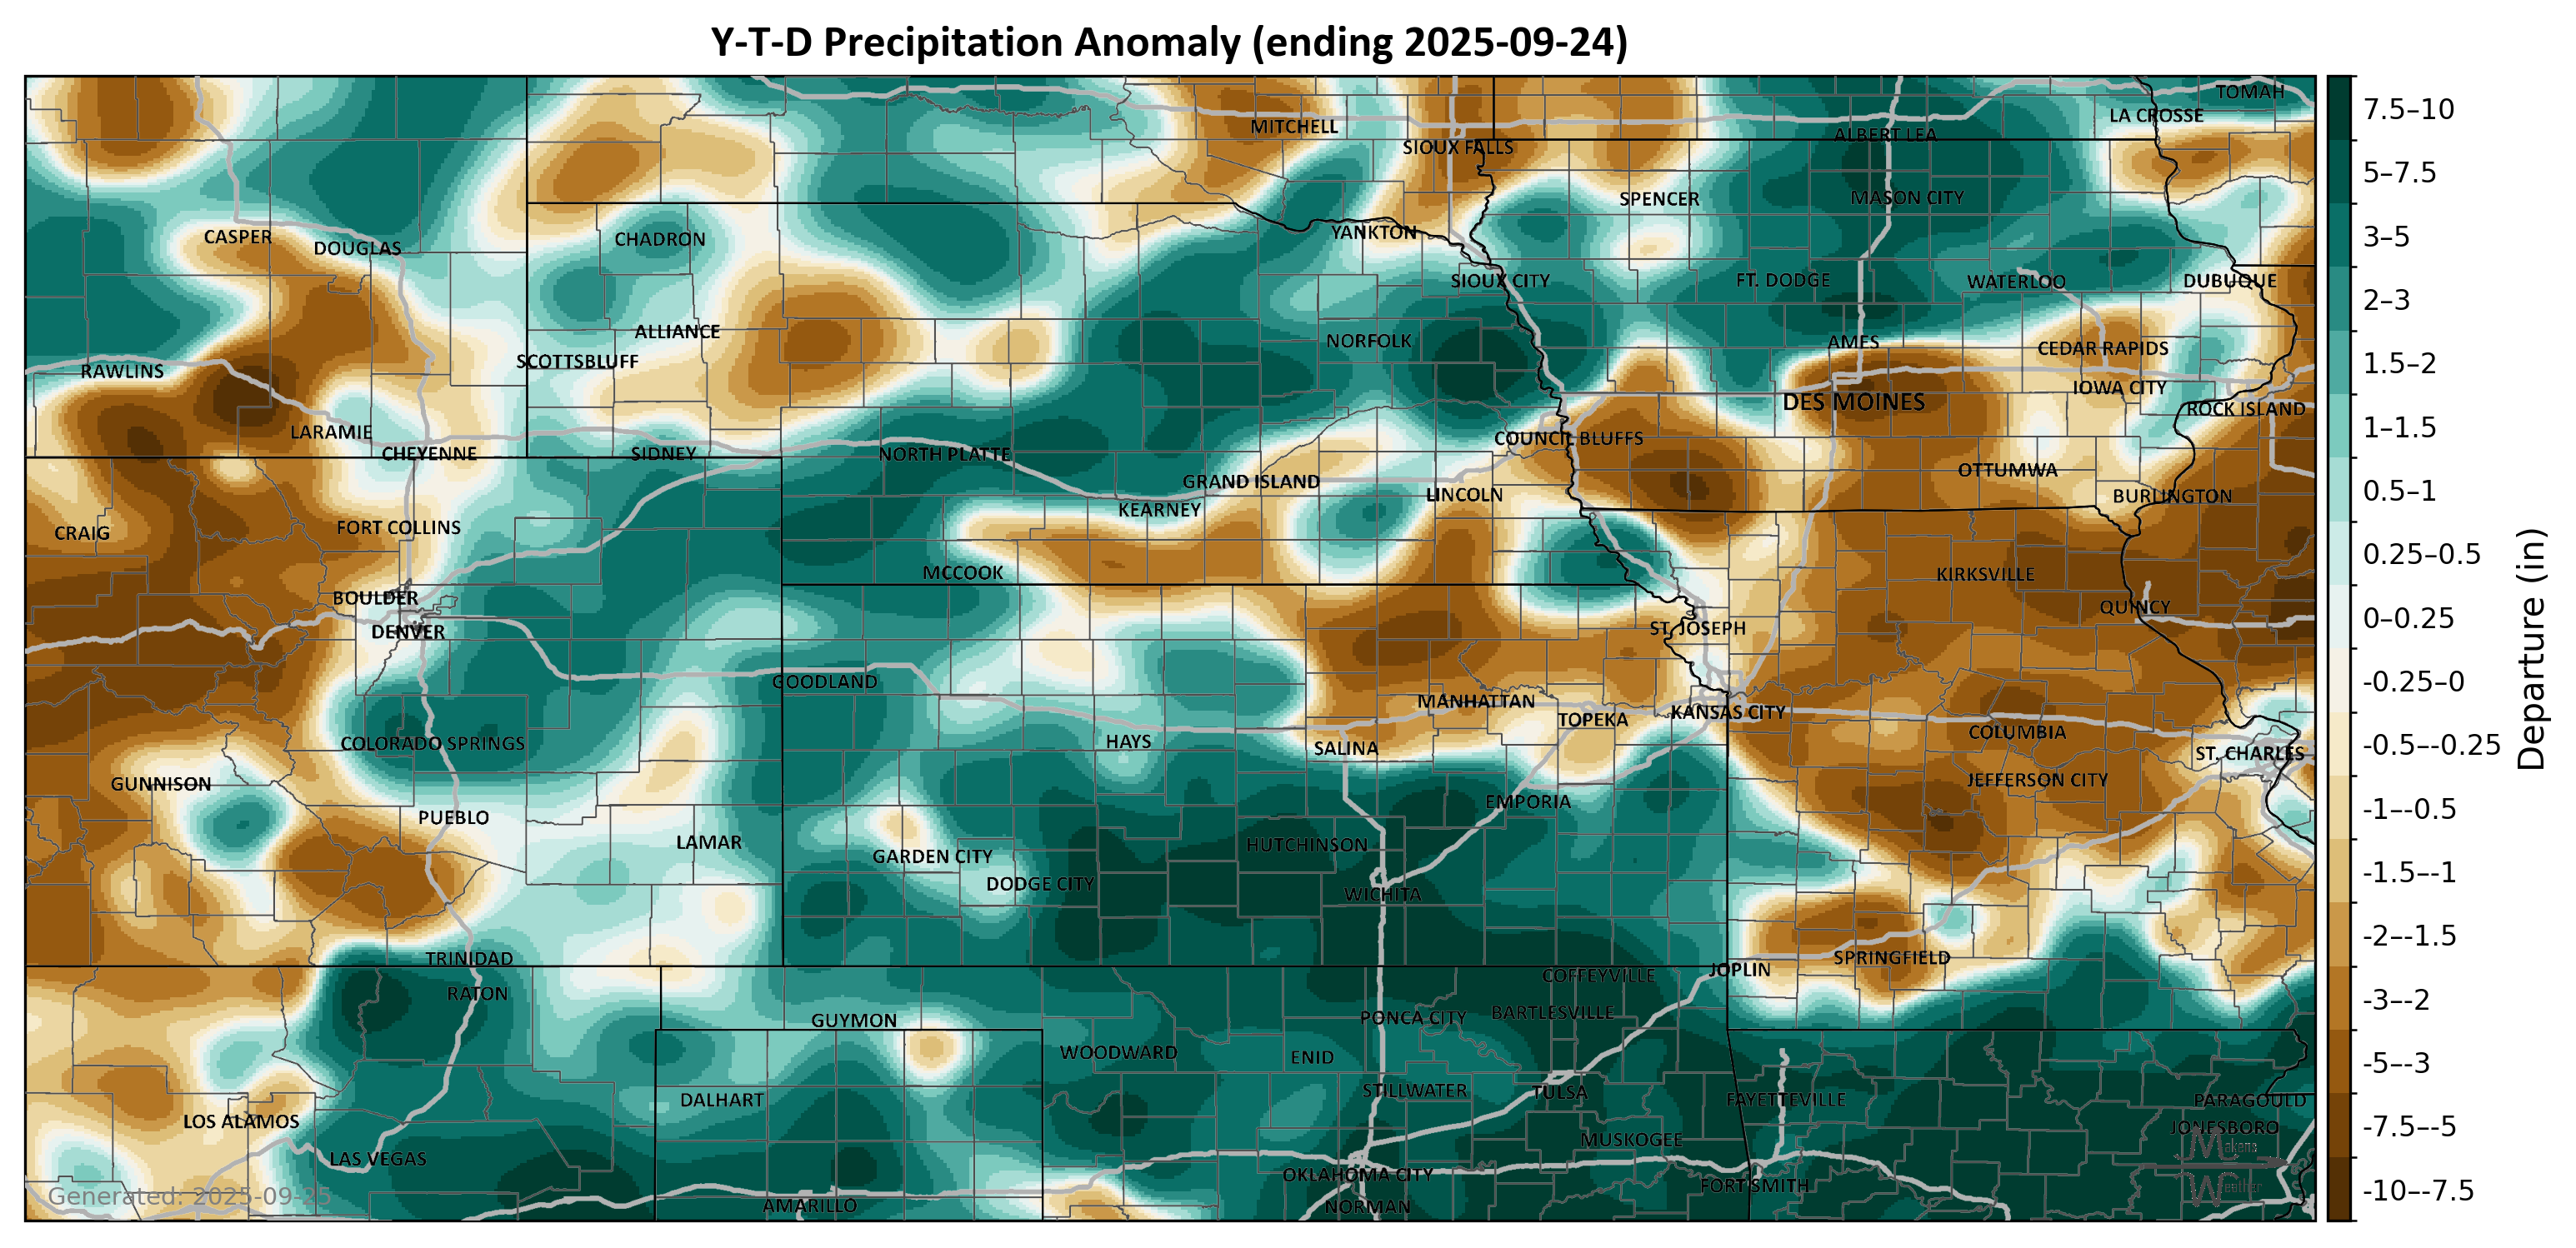 Y-T-D Precipitation Anomaly (ending 2025-09-24)
TOMAH
LA CROSSE
MITCHELL
ALBERT LEA
SIOUX FALLS
SPENCER
MASON CITY
CASPER
DOUGLAS
CHADRON
YANKTON
SIOUX CITY
FT. DODGE
WATERLOO
DUBUQUE
ALLIANCE
NORFOLK
AMES
CEDAR RAPIDS
SCOTTSBLUFF
RAWLINS
IOWA CITY
DES MOINES
ROCK ISLAND
LARAMIE
COUNCIL BLUFFS
CHEYENNE
SIDNEY
NORTH PLATTE
OTTUMWA
GRAND ISLAND
LINCOLN
BURLINGTON
KEARNEY
CRAIG
FORT COLLINS
MCCOOK
KIRKSVILLE
BOULDER
QUINCY
DENVER
ST. JOSEPH
GOODLAND
MANHATTAN
KANSAS CITY
TOPEKA
COLUMBIA
COLORADO SPRINGS
HAYS
SALINA
ST. CHARLES
GUNNISON
JEFFERSON CITY
EMPORIA
PUEBLO
LAMAR
HUTCHINSON
GARDEN CITY
DODGE CITY
WICHITA
TRINIDAD
SPRINGFIELD
JOPLIN
COFFEYVILLE
RATON
BARTLESVILLE
PONCA CITY
GUYMON
WOODWARD
ENID
STILLWATER
TULSA
DALHART
FAYETTEVILLE
PARAGOULD
LOS ALAMOS
JONESBORO
MUSKOGEE
LAS VEGAS
OKLAHOMA CITY
FORT SMITH
AMARILLO
NORMAN
Generated: 2025-09-25
Makens
Weather
7.5–10
5–7.5
3–5
2–3
1.5–2
1–1.5
0.5–1
0.25–0.5
0–0.25
-0.25–0
-0.5–-0.25
-1–-0.5
-1.5–-1
-2–-1.5
-3–-2
-5–-3
-7.5–-5
-10–-7.5
Departure (in)